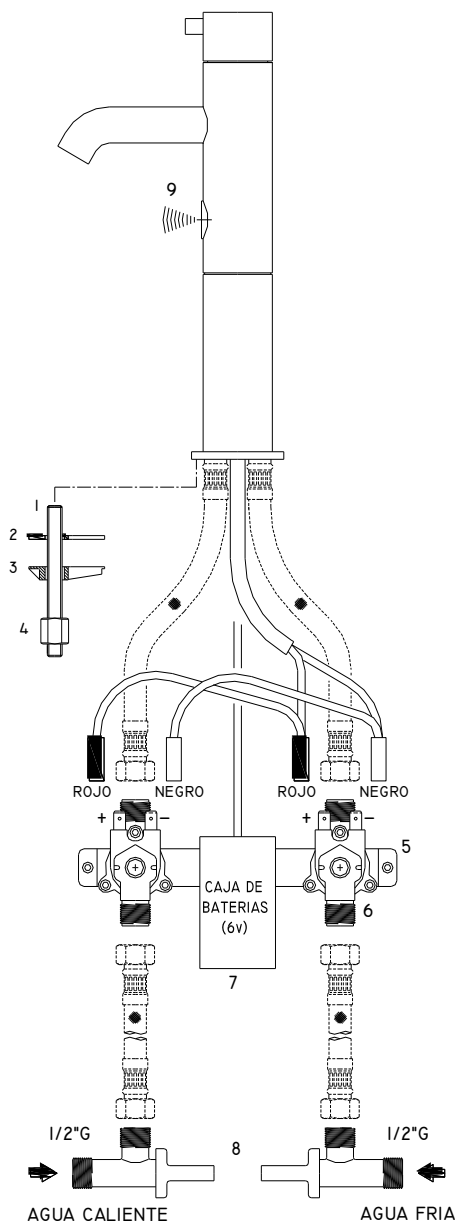 9
1
2
3
4
ROJO NEGRO ROJO NEGRO
+ − + −
5
CAJA DE
BATERIAS
(6v)
6
7
1/2"G 8 1/2"G
AGUA CALIENTE AGUA FRIA